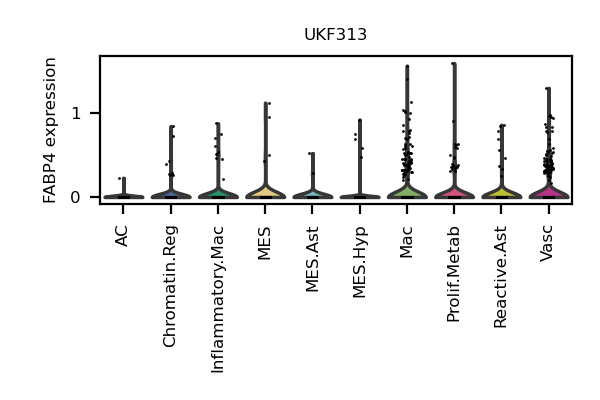 UKF313
FABP4 expression
1
0
AC
Chromatin.Reg
Inflammatory.Mac
MES
MES.Ast
MES.Hyp
Mac
Prolif.Metab
Reactive.Ast
Vasc